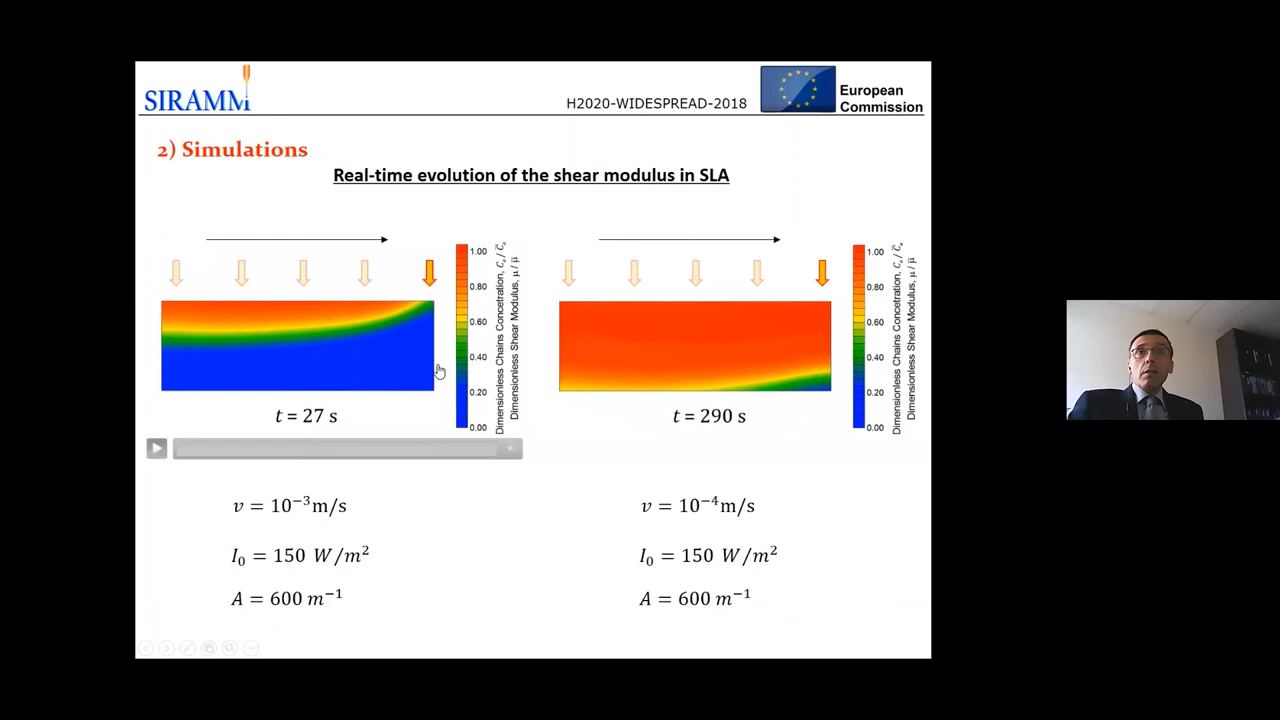 SIRAMM
H2020-WIDESPREAD-2018
European
Commission
2) Simulations
Real-time evolution of the shear modulus in SLA
1.00
0.80
0.60
0.40
0.20
0.00
Dimensionless Chains Concetration, Cₐ / C̅ₐ
Dimensionless Shear Modulus, μ / μ̅
t = 27 s
1.00
0.80
0.60
0.40
0.20
0.00
Dimensionless Chains Concetration, Cₐ / C̅ₐ
Dimensionless Shear Modulus, μ / μ̅
t = 290 s
v = 10⁻³m/s
I₀ = 150 W/m²
A = 600 m⁻¹
v = 10⁻⁴m/s
I₀ = 150 W/m²
A = 600 m⁻¹